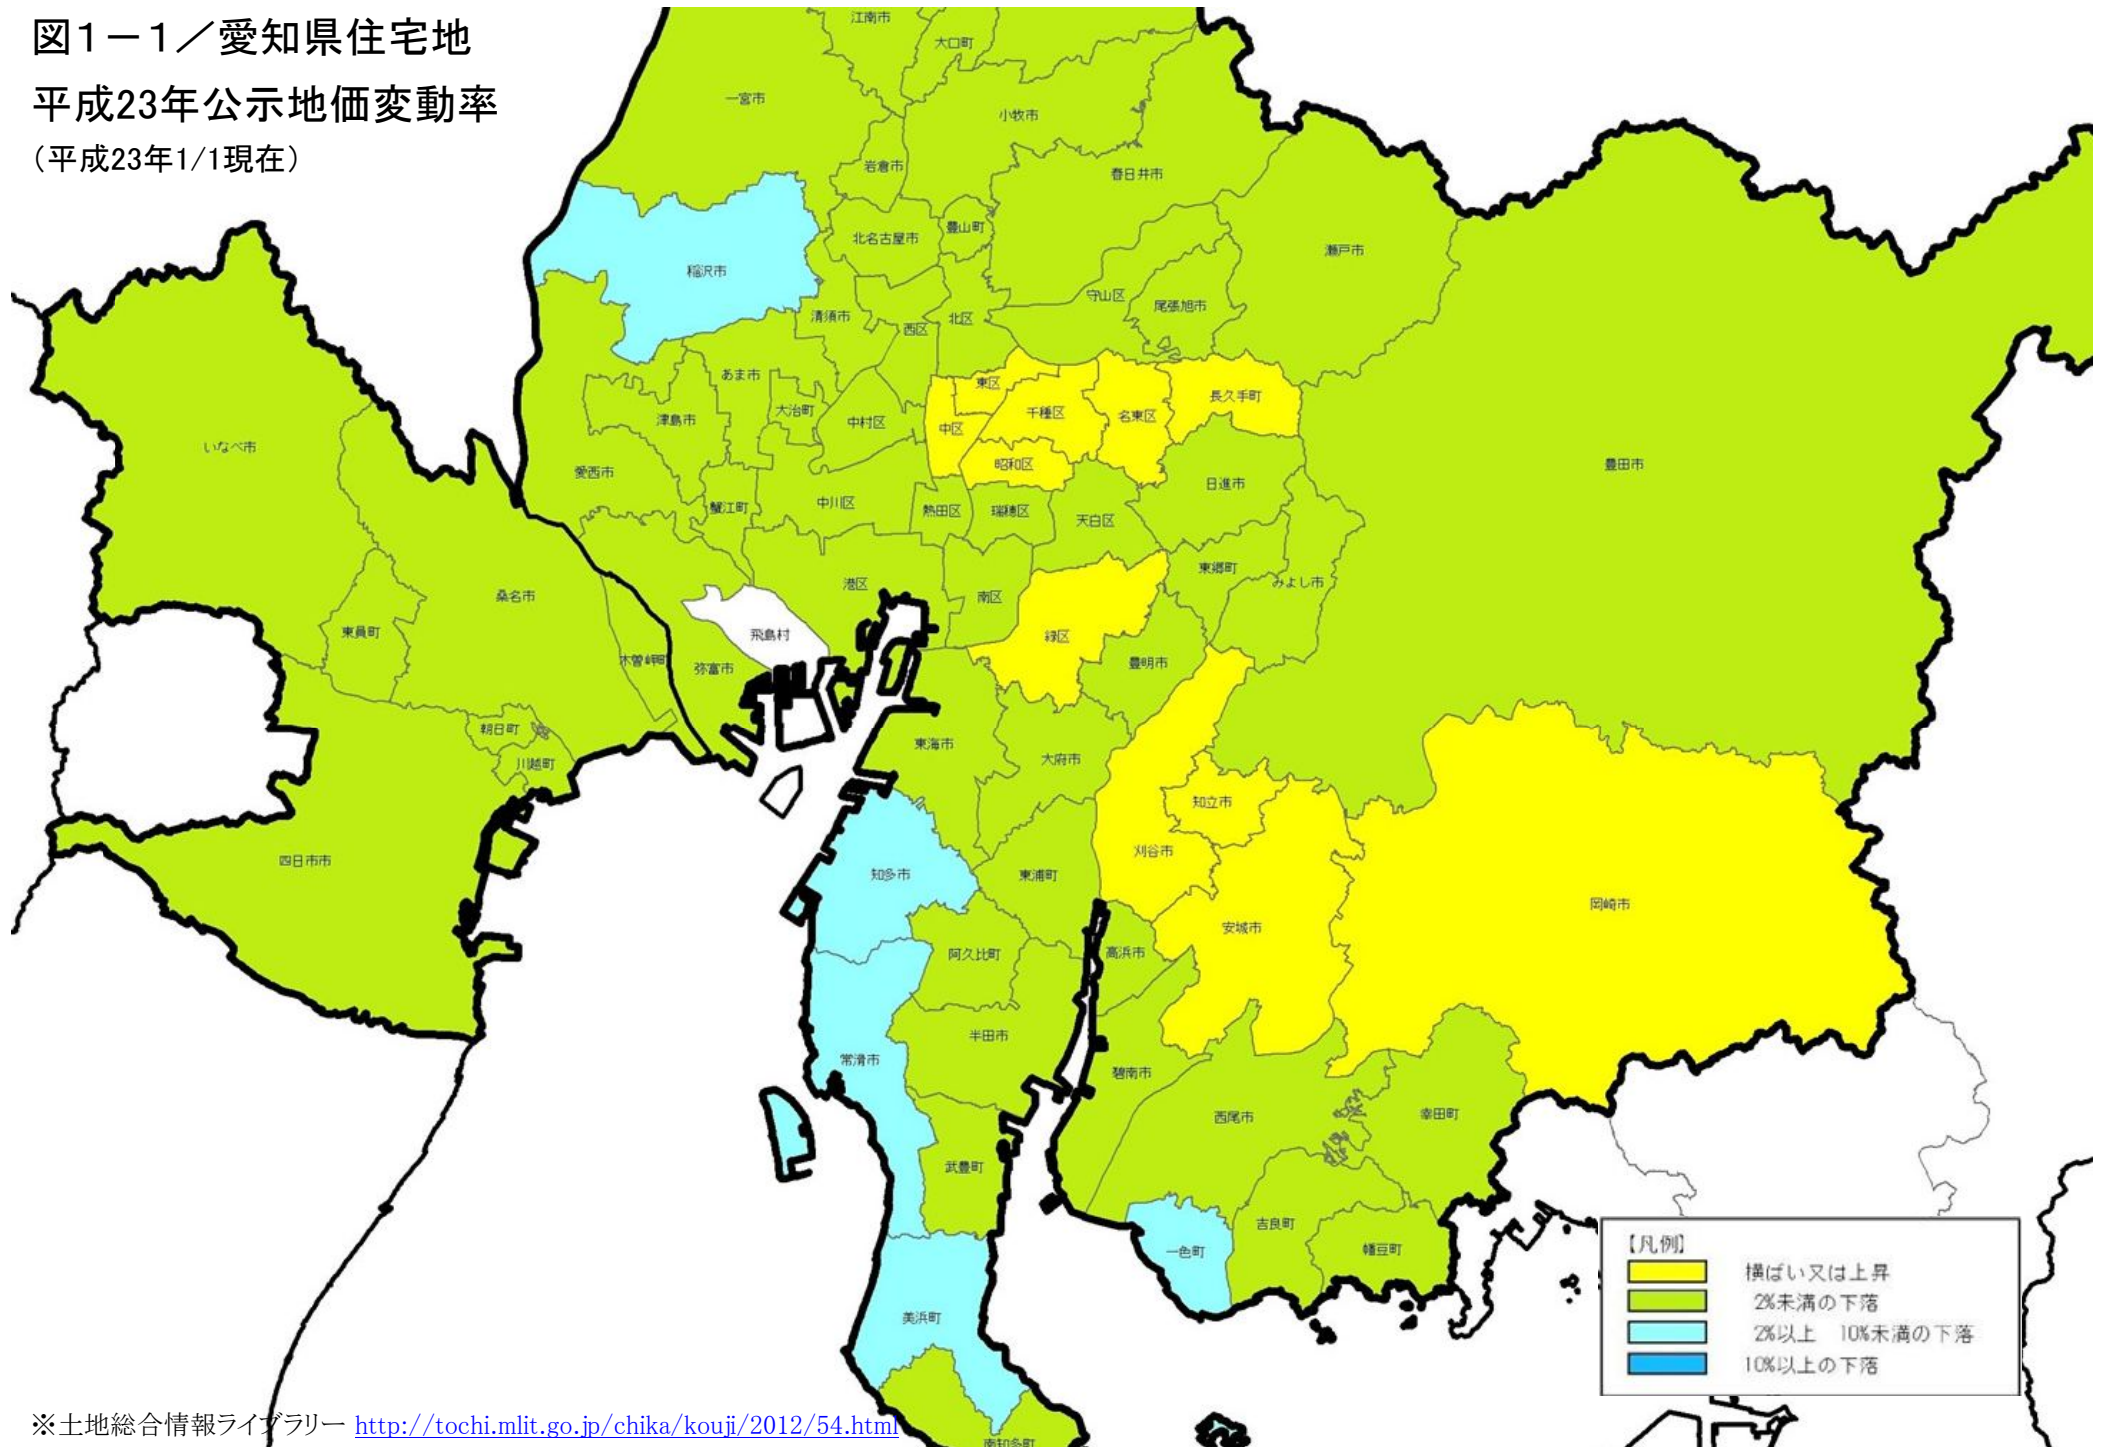 図1－1／愛知県住宅地
平成23年公示地価変動率
（平成23年1/1現在）
江南市
大口町
一宮市
小牧市
岩倉市
春日井市
北名古屋市
豊山町
瀬戸市
稲沢市
守山区
尾張旭市
清須市
西区
北区
あま市
東区
長久手町
津島市
大治町
中村区
中区
千種区
名東区
いなべ市
昭和区
豊田市
愛西市
日進市
蟹江町
中川区
熱田区
瑞穂区
天白区
港区
東郷町
みよし市
桑名市
南区
東員町
飛島村
緑区
木曽岬町
弥富市
豊明市
朝日町
東海市
大府市
川越町
知立市
四日市市
知多市
東浦町
刈谷市
岡崎市
安城市
阿久比町
高浜市
半田市
常滑市
碧南市
西尾市
幸田町
武豊町
吉良町
一色町
幡豆町
美浜町
南知多町
【凡例】
横ばい又は上昇
2%未満の下落
2%以上　10%未満の下落
10%以上の下落
※土地総合情報ライブラリー http://tochi.mlit.go.jp/chika/kouji/2012/54.html